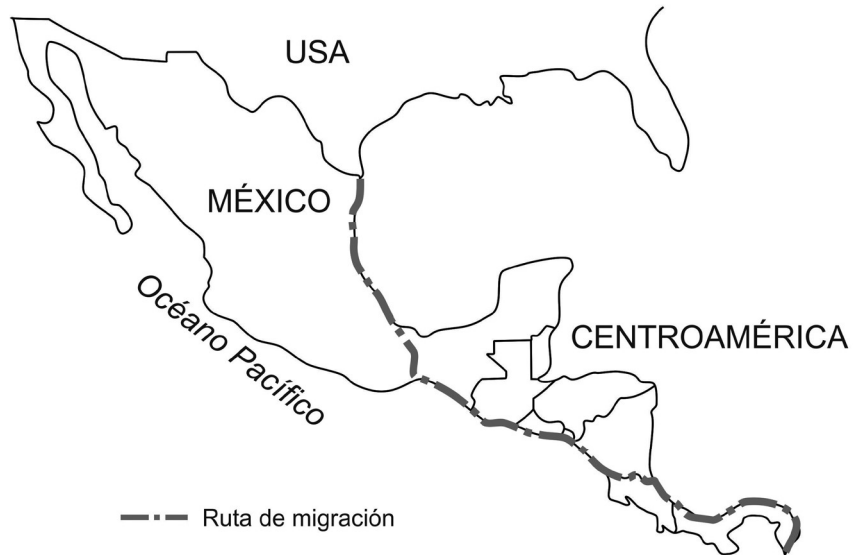 USA
MÉXICO
Océano Pacífico
CENTROAMÉRICA
Ruta de migración